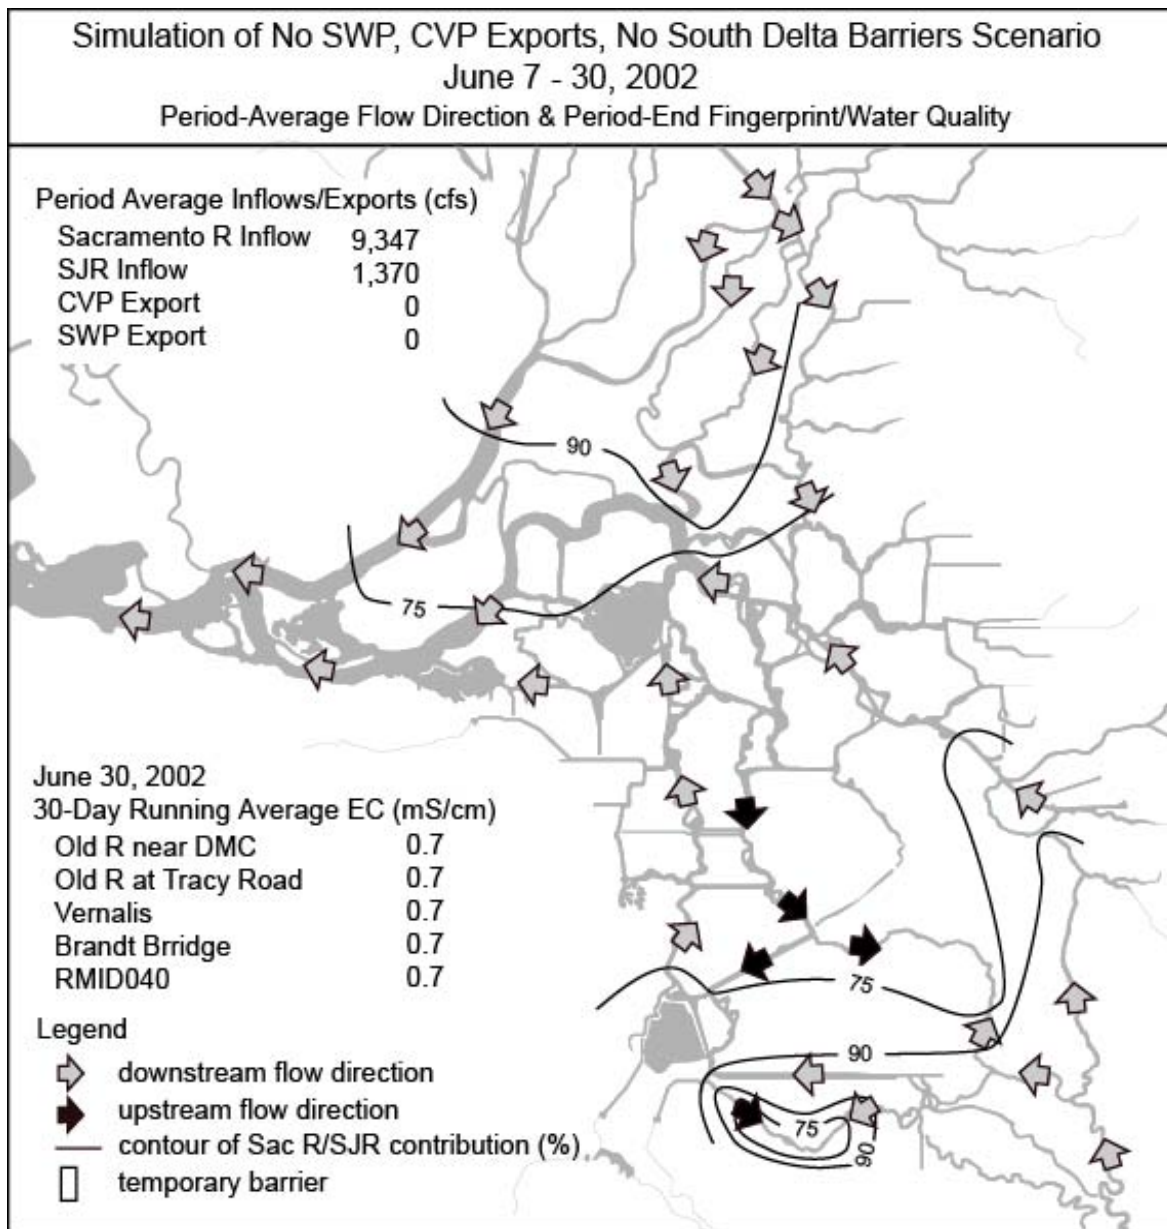 Simulation of No SWP, CVP Exports, No South Delta Barriers Scenario
June 7 - 30, 2002
Period-Average Flow Direction & Period-End Fingerprint/Water Quality
Period Average Inflows/Exports (cfs)
Sacramento R Inflow 9,347
SJR Inflow 1,370
CVP Export 0
SWP Export 0
90
75
June 30, 2002
30-Day Running Average EC (mS/cm)
Old R near DMC 0.7
Old R at Tracy Road 0.7
Vernalis 0.7
Brandt Brridge 0.7
RMID040 0.7
75
90
75
90
Legend
downstream flow direction
upstream flow direction
contour of Sac R/SJR contribution (%)
temporary barrier